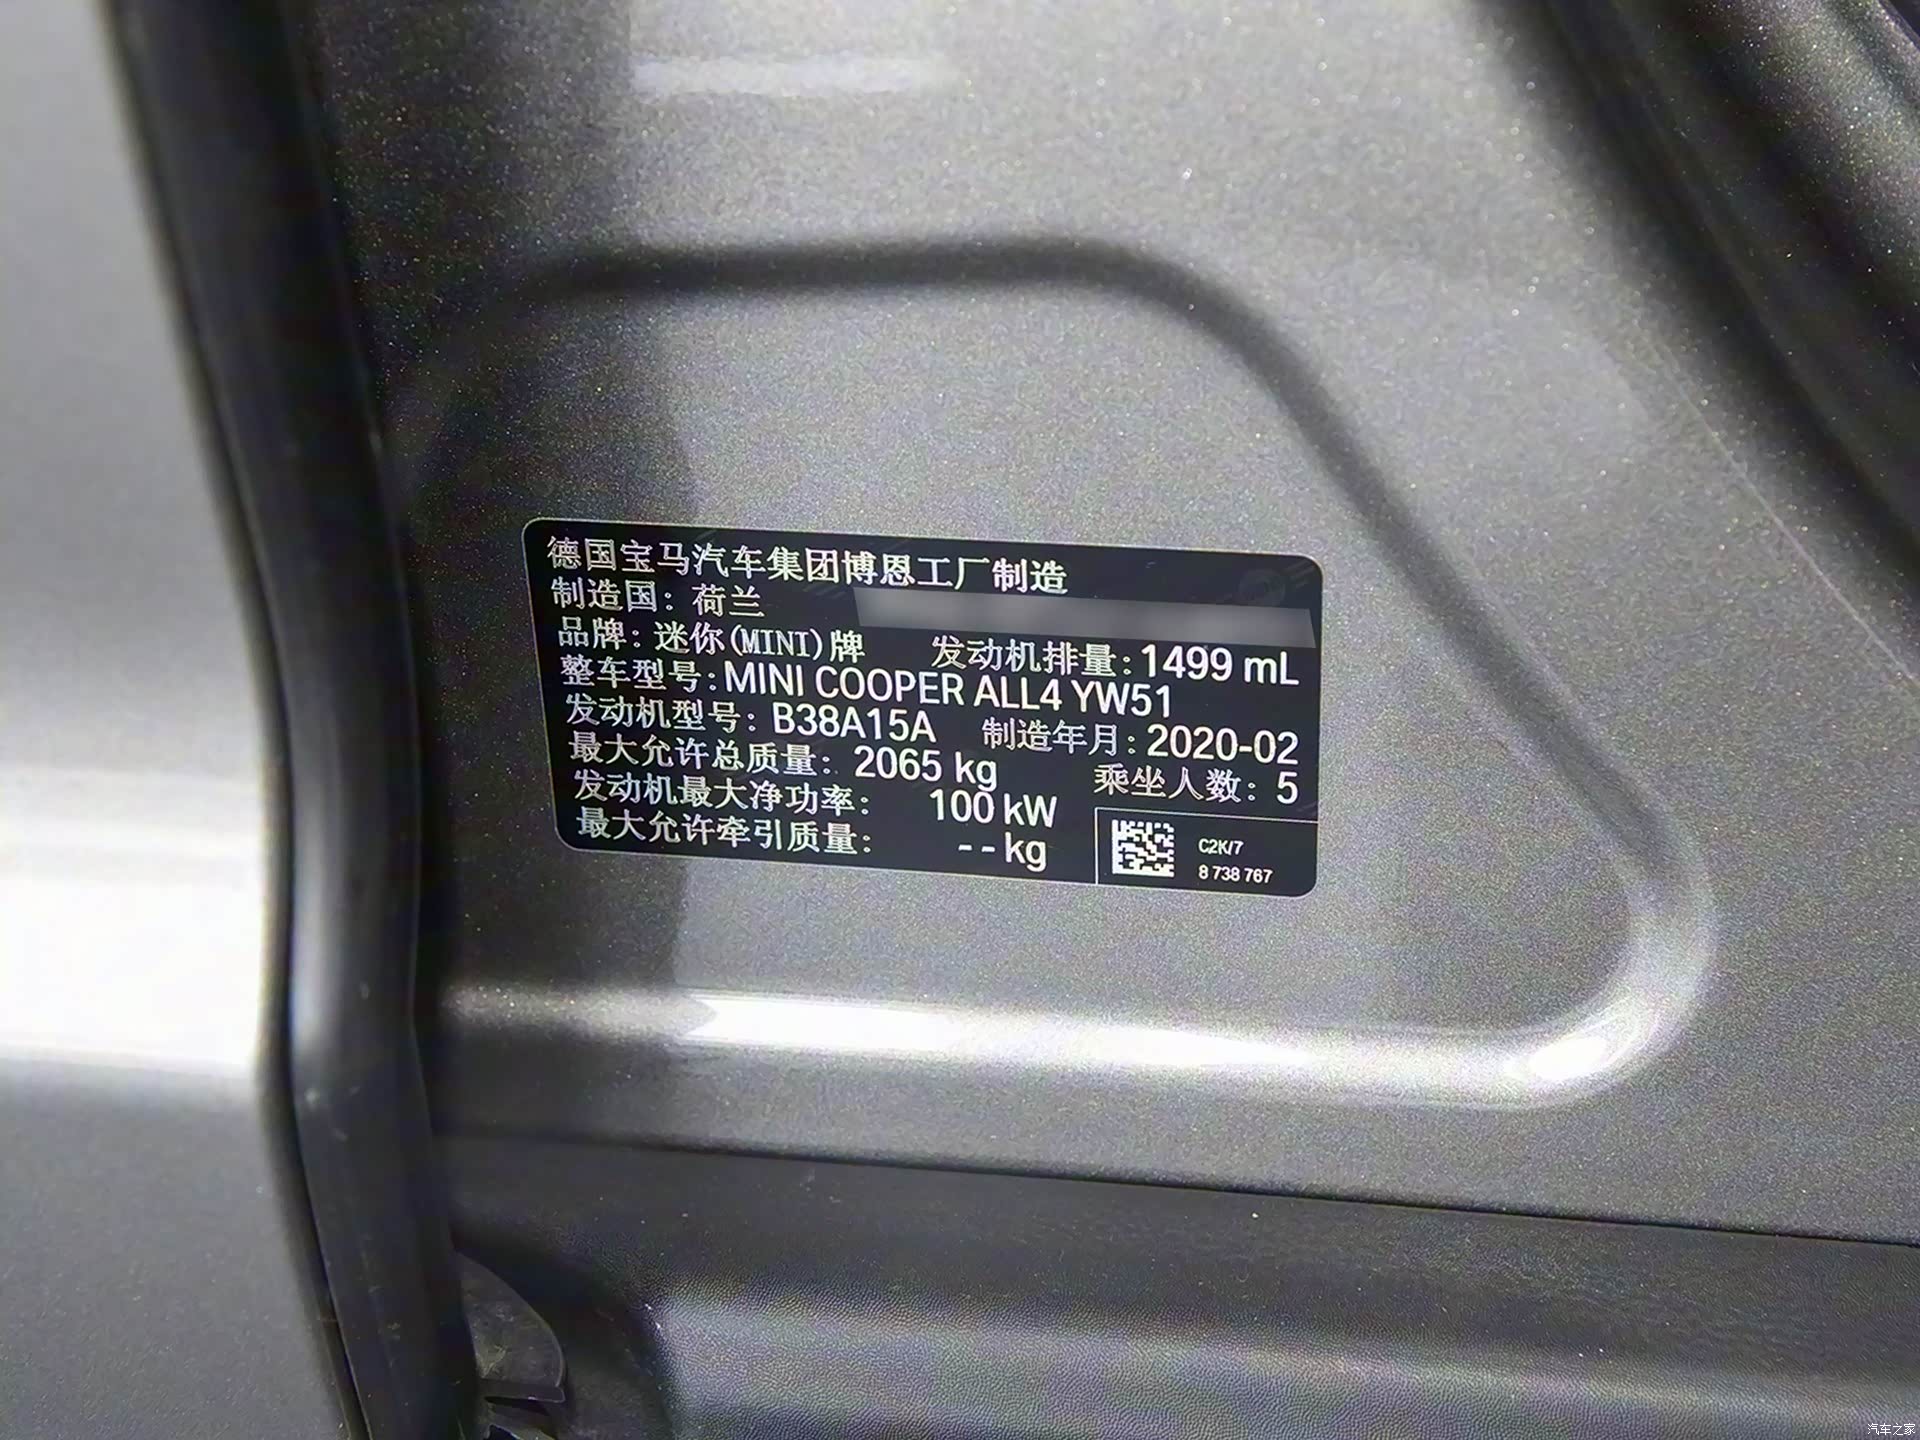 德国宝马汽车集团博恩工厂制造
制造国：荷兰
品牌：迷你(MINI)牌 发动机排量：1499 mL
整车型号：MINI COOPER ALL4 YW51
发动机型号：B38A15A 制造年月：2020-02
最大允许总质量：2065 kg 乘坐人数：5
发动机最大净功率：100 kW
最大允许牵引质量：--kg
C2K/7
8 738 767
汽车之家